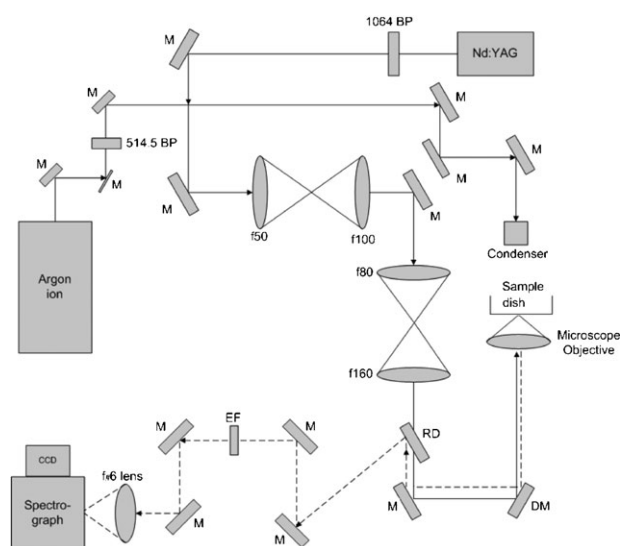 1064 BP
Nd:YAG
M
M
M
514.5 BP
M
M
M
M
M
M
M
f50
f100
Condenser
Argon
ion
f80
Sample
dish
Microscope
Objective
f160
EF
M
M
RD
CCD
f#6 lens
Spectro-
graph
M
M
M
DM